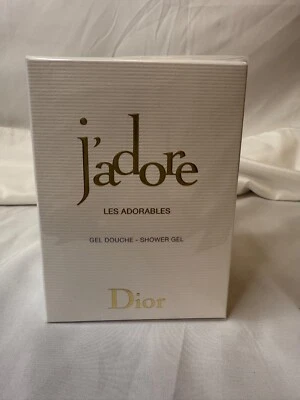 j'adore
LES ADORABLES
GEL DOUCHE - SHOWER GEL
Dior